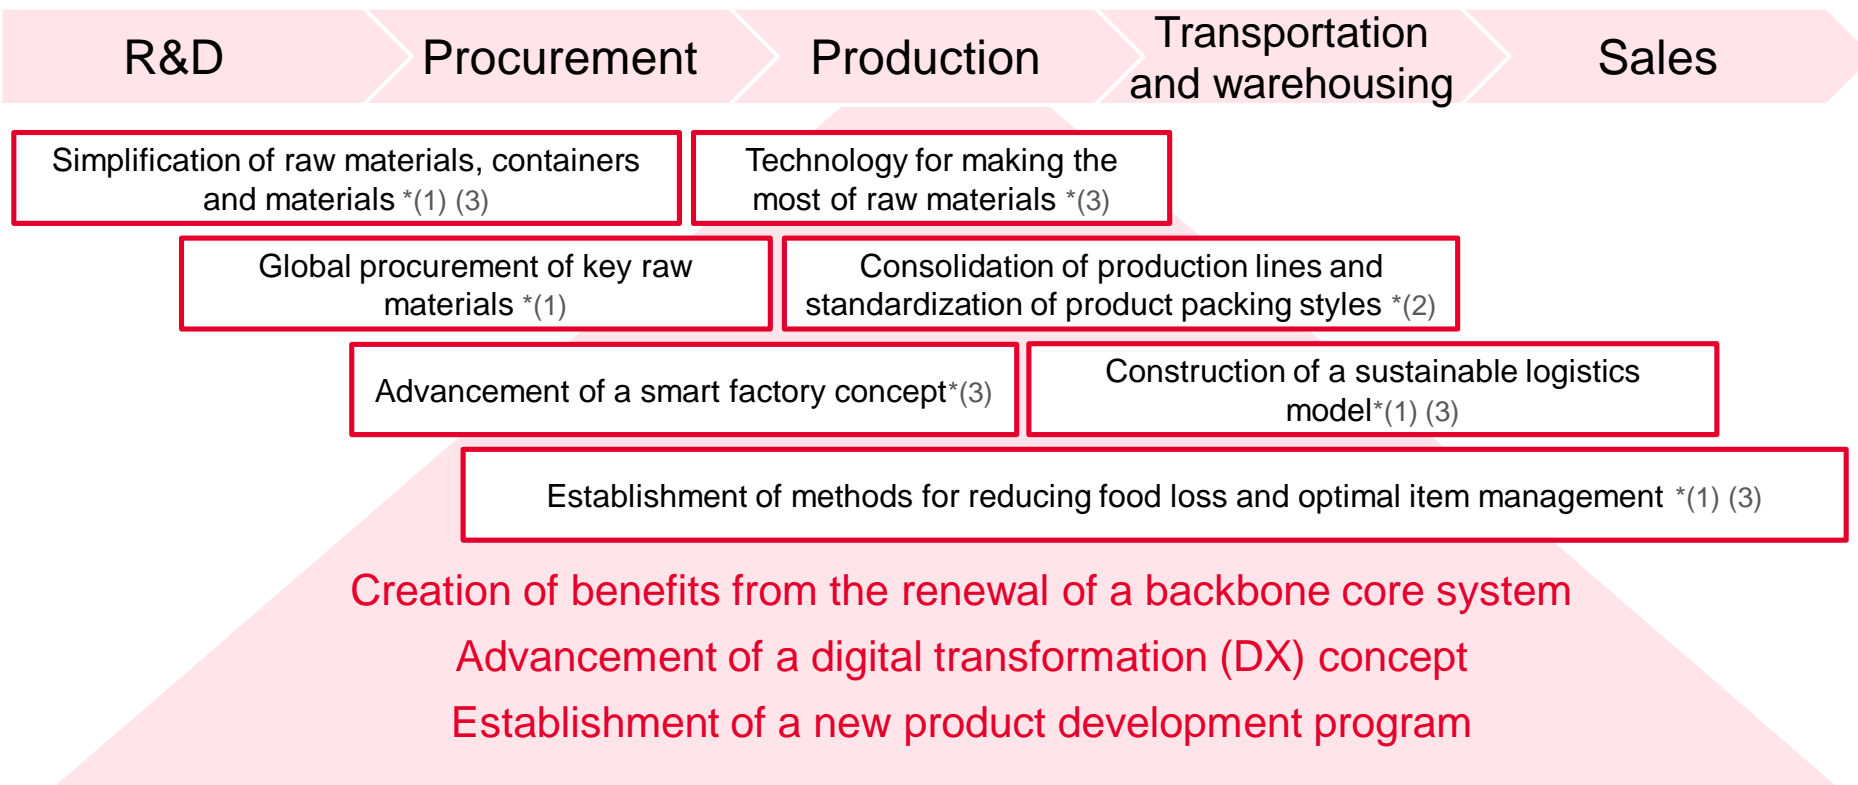 R&D
Procurement
Production
Transportation
and warehousing
Sales
Simplification of raw materials, containers
and materials *(1) (3)
Technology for making the
most of raw materials *(3)
Global procurement of key raw
materials *(1)
Consolidation of production lines and
standardization of product packing styles *(2)
Advancement of a smart factory concept*(3)
Construction of a sustainable logistics
model*(1) (3)
Establishment of methods for reducing food loss and optimal item management *(1) (3)
Creation of benefits from the renewal of a backbone core system
Advancement of a digital transformation (DX) concept
Establishment of a new product development program